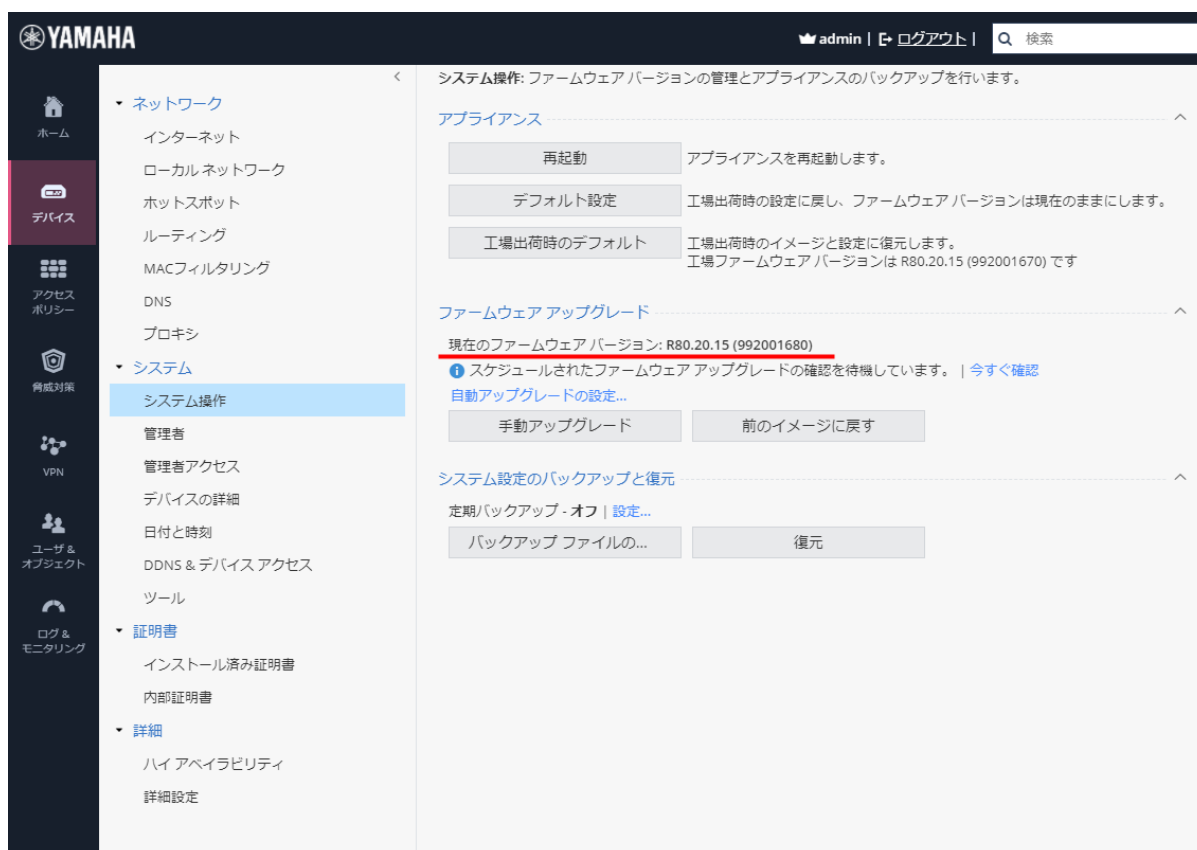 YAMAHA
admin | ログアウト |
検索
ホーム
デバイス
アクセス
ポリシー
脅威対策
VPN
ユーザ &
オブジェクト
ログ &
モニタリング
ネットワーク
インターネット
ローカル ネットワーク
ホットスポット
ルーティング
MACフィルタリング
DNS
プロキシ
システム
システム操作
管理者
管理者アクセス
デバイスの詳細
日付と時刻
DDNS & デバイス アクセス
ツール
証明書
インストール済み証明書
内部証明書
詳細
ハイ アベイラビリティ
詳細設定
システム操作: ファームウェア バージョンの管理とアプライアンスのバックアップを行います。
アプライアンス
再起動 アプライアンスを再起動します。
デフォルト設定 工場出荷時の設定に戻し、ファームウェア バージョンは現在のままにします。
工場出荷時のデフォルト 工場出荷時のイメージと設定に復元します。
工場ファームウェア バージョンは R80.20.15 (992001670) です
ファームウェア アップグレード
現在のファームウェア バージョン: R80.20.15 (992001680)
スケジュールされたファームウェア アップグレードの確認を待機しています。 | 今すぐ確認
自動アップグレードの設定...
手動アップグレード 前のイメージに戻す
システム設定のバックアップと復元
定期バックアップ - オフ | 設定...
バックアップ ファイルの... 復元